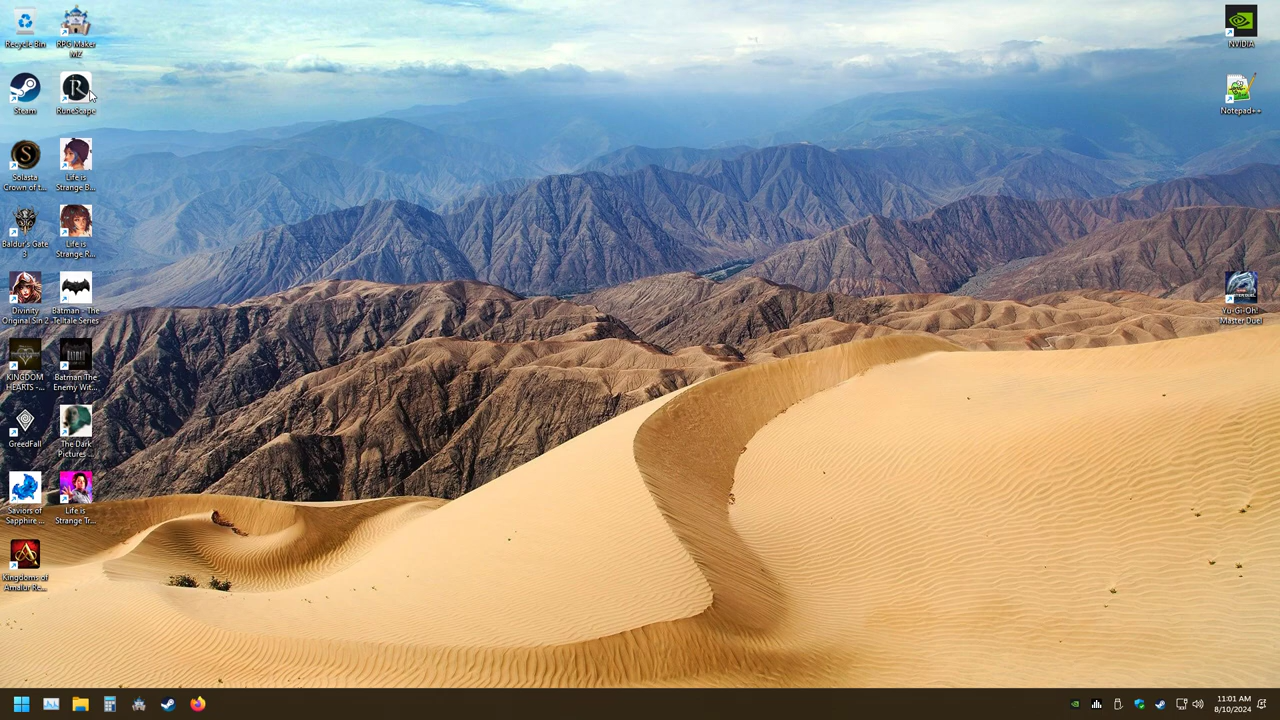 Recycle Bin
RPG Maker
MZ
Steam
RuneScape
Solasta
Crown of t...
Life is
Strange B...
Baldur's Gate
3
Life is
Strange R...
Divinity
Original Sin 2
Batman - The
Telltale Series
KINGDOM
HEARTS -...
Batman The
Enemy Wit...
GreedFall
The Dark
Pictures ...
Saviors of
Sapphire ...
Life is
Strange Tr...
Kingdoms of
Amalur Re...
NVIDIA
Notepad++
Yu-Gi-Oh!
Master Duel
11:01 AM
8/10/2024